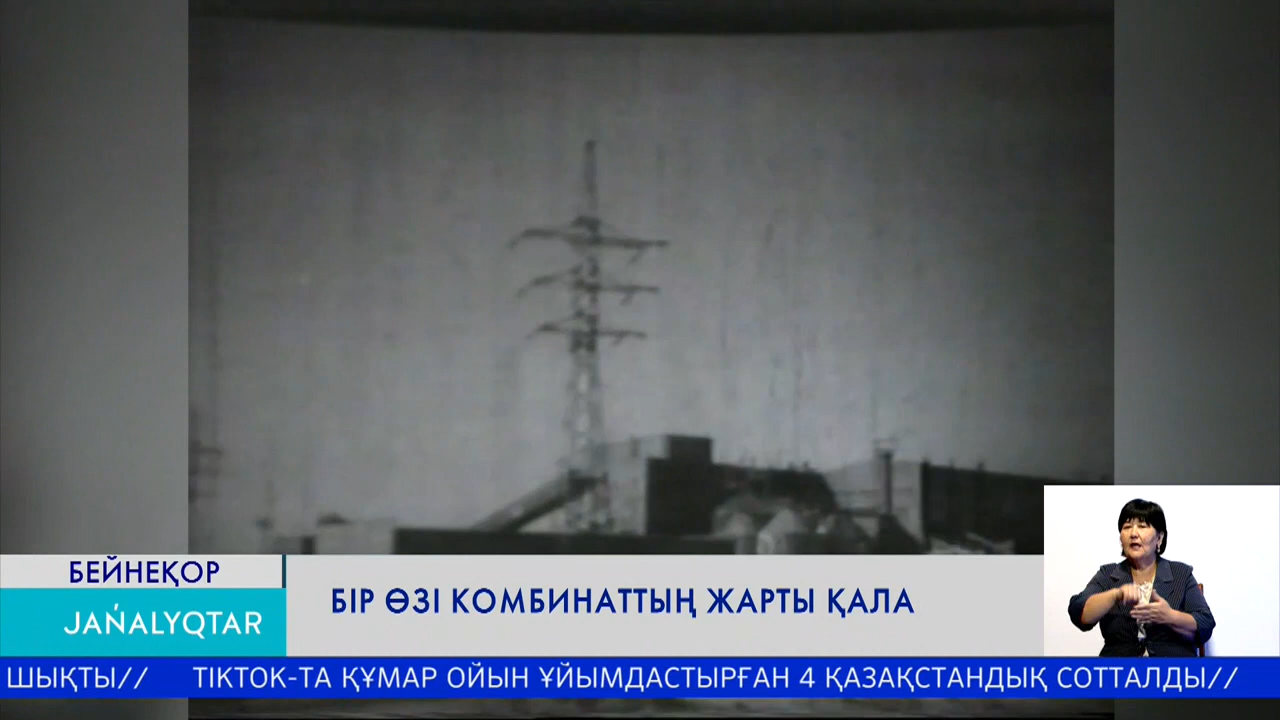 БЕЙНЕҚОР
JAŃALYQTAR
БІР ӨЗІ КОМБИНАТТЫҢ ЖАРТЫ ҚАЛА
ШЫҚТЫ// ТІКТОК-ТА ҚҰМАР ОЙЫН ҰЙЫМДАСТЫРҒАН 4 ҚАЗАҚСТАНДЫҚ СОТТАЛДЫ//